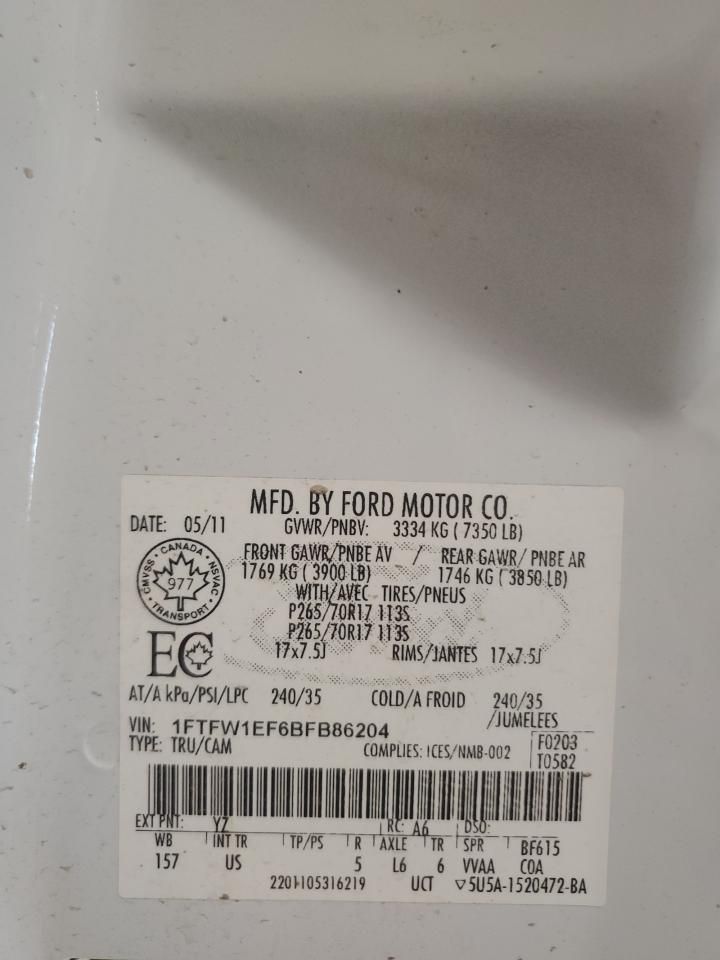 MFD. BY FORD MOTOR CO.
DATE: 05/11 GVWR/PNBV: 3334 KG ( 7350 LB)
FRONT GAWR/PNBE AV / REAR GAWR/ PNBE AR
1769 KG ( 3900 LB) 1746 KG ( 3850 LB)
WITH/AVEC TIRES/PNEUS
P265/70R17 113S
P265/70R17 113S
17x7.5J RIMS/JANTES 17x7.5J
CANADA
CMVSS 977 NSVAC
TRANSPORT
EC
AT/A kPa/PSI/LPC 240/35 COLD/A FROID 240/35
/JUMELEES
VIN: 1FTFW1EF6BFB86204
TYPE: TRU/CAM COMPLIES: ICES/NMB-002
F0203
T0582
EXT PNT: YZ RC: A6 DSO:
WB INT TR TP/PS R AXLE TR SPR BF615
157 US 5 L6 6 VVAA COA
2201105316219 UCT ▽5U5A-1520472-BA